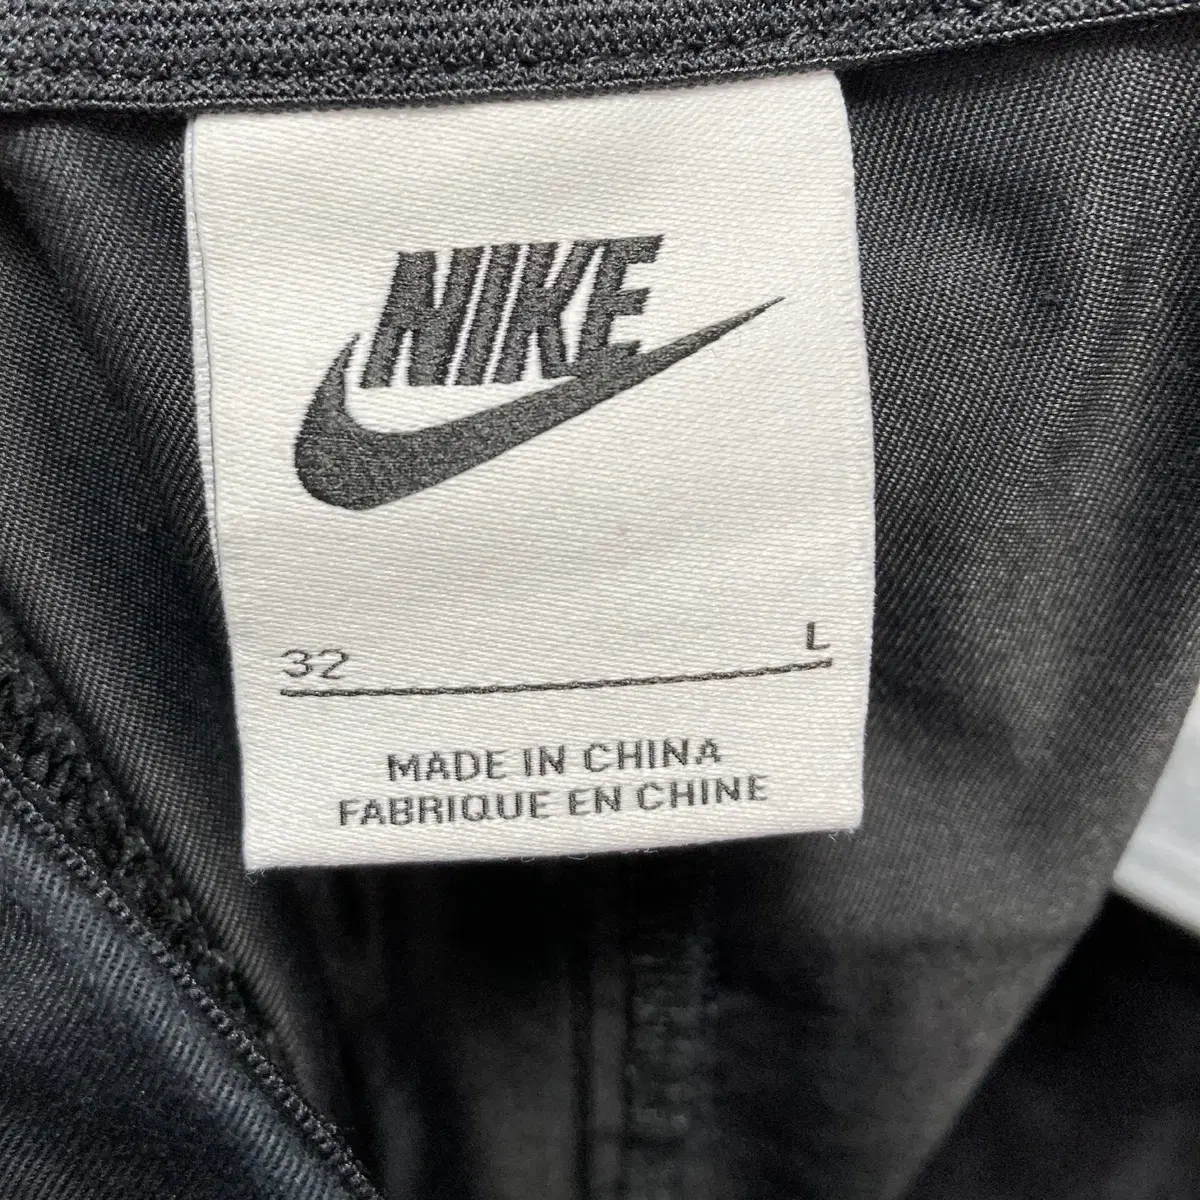 NIKE
32 L
MADE IN CHINA
FABRIQUE EN CHINE